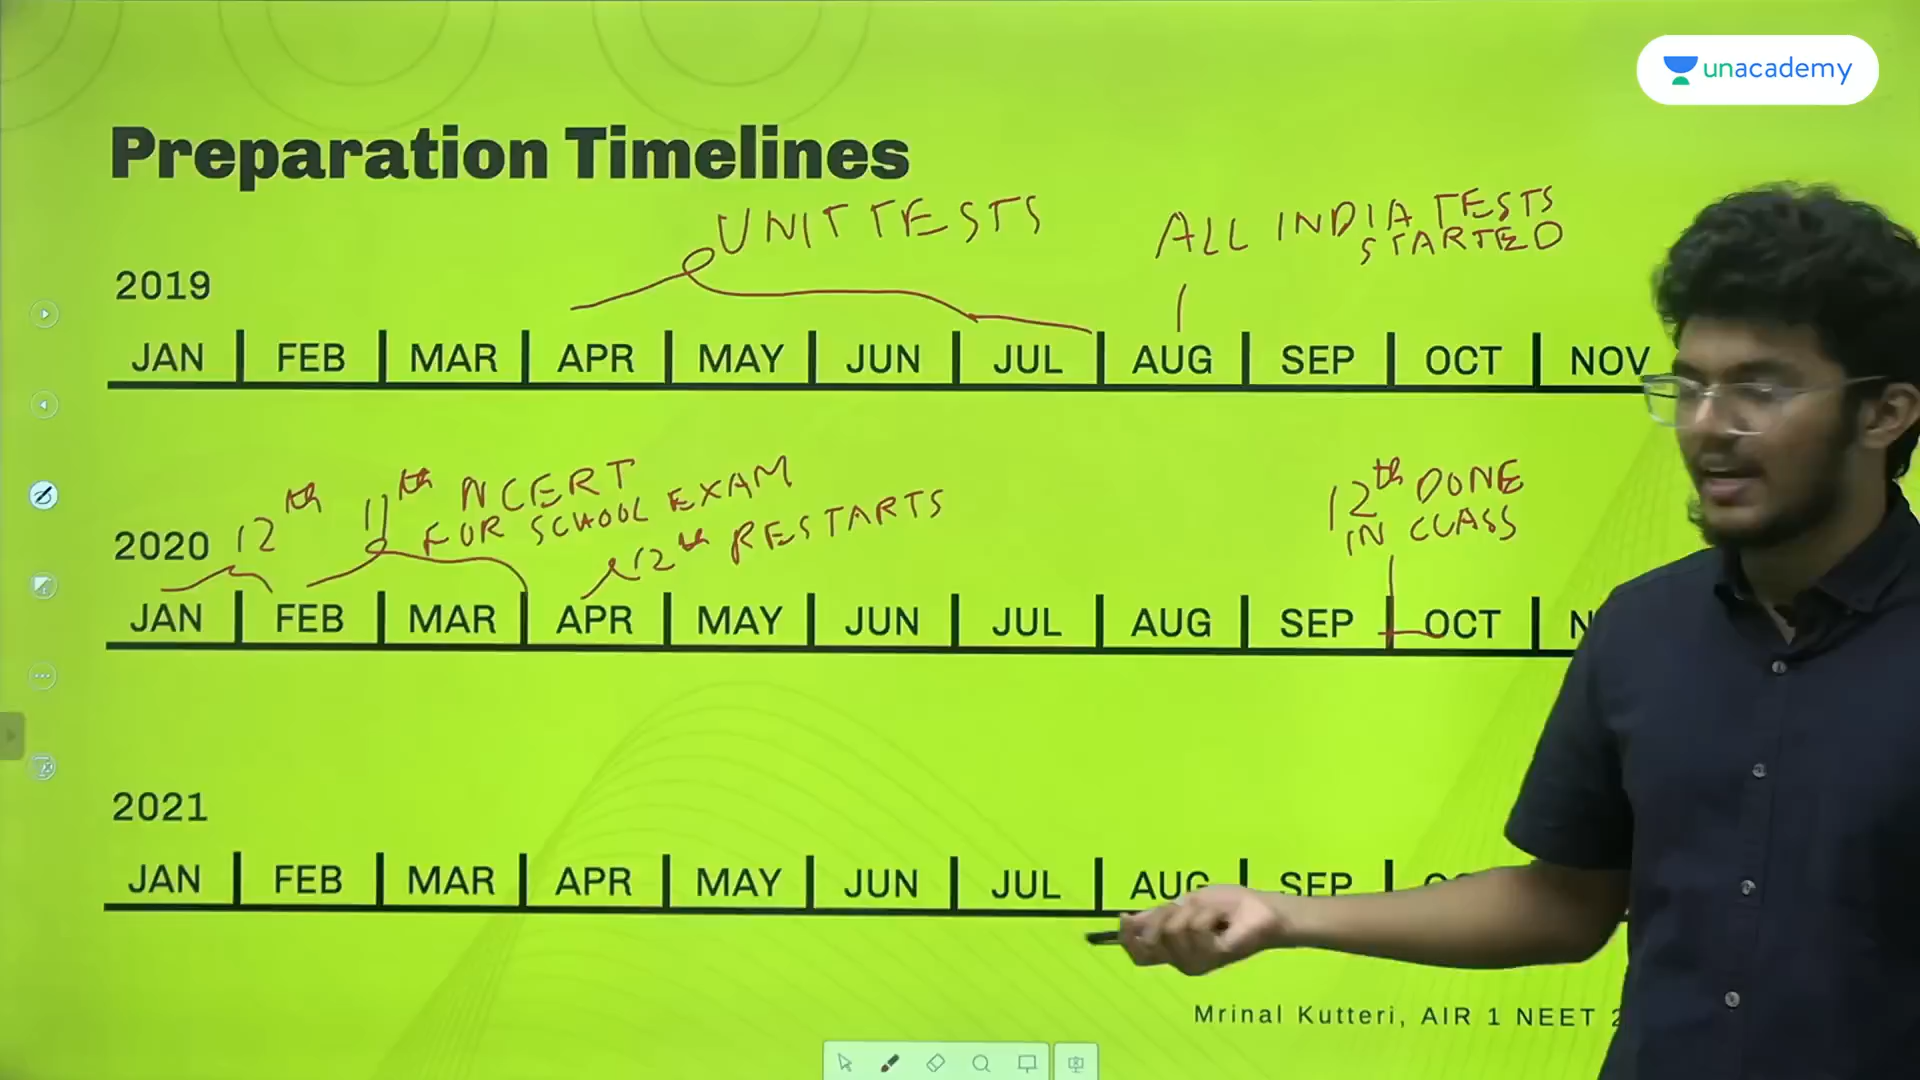 unacademy
Preparation Timelines
UNIT TESTS
ALL INDIA TESTS
STARTED
2019
JAN FEB MAR APR MAY JUN JUL AUG SEP OCT NOV
12th
11th NCERT
FOR SCHOOL EXAM
12th RESTARTS
12th DONE
IN CLASS
2020
JAN FEB MAR APR MAY JUN JUL AUG SEP OCT N
2021
JAN FEB MAR APR MAY JUN JUL AUG SEP
Mrinal Kutteri, AIR 1 NEET 2